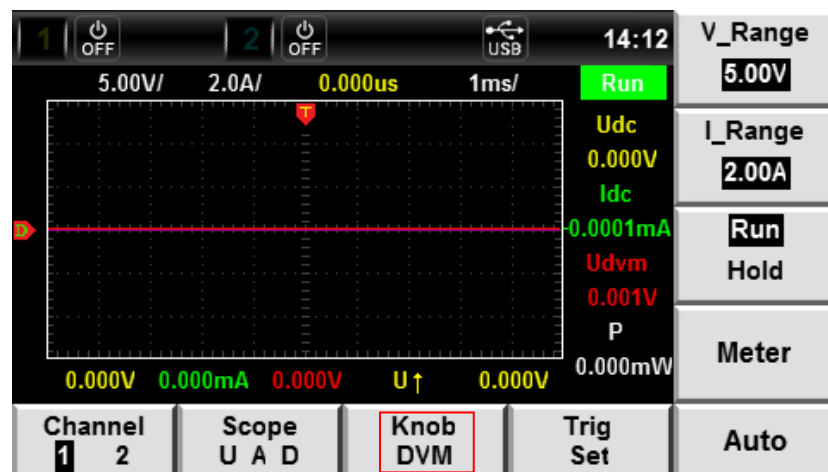 1 OFF 2 OFF USB 14:12
5.00V/ 2.0A/ 0.000us 1ms/ Run
T
Udc
0.000V
Idc
D
-0.0001mA
Udvm
0.001V
P
0.000mW
0.000V 0.000mA 0.000V U↑ 0.000V
V_Range
5.00V
I_Range
2.00A
Run
Hold
Meter
Auto
Channel
1 2
Scope
U A D
Knob
DVM
Trig
Set